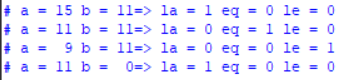 # a = 15 b = 11=> la = 1 eq = 0 le = 0
# a = 11 b = 11=> la = 0 eq = 1 le = 0
# a =  9 b = 11=> la = 0 eq = 0 le = 1
# a = 11 b =  0=> la = 1 eq = 0 le = 0